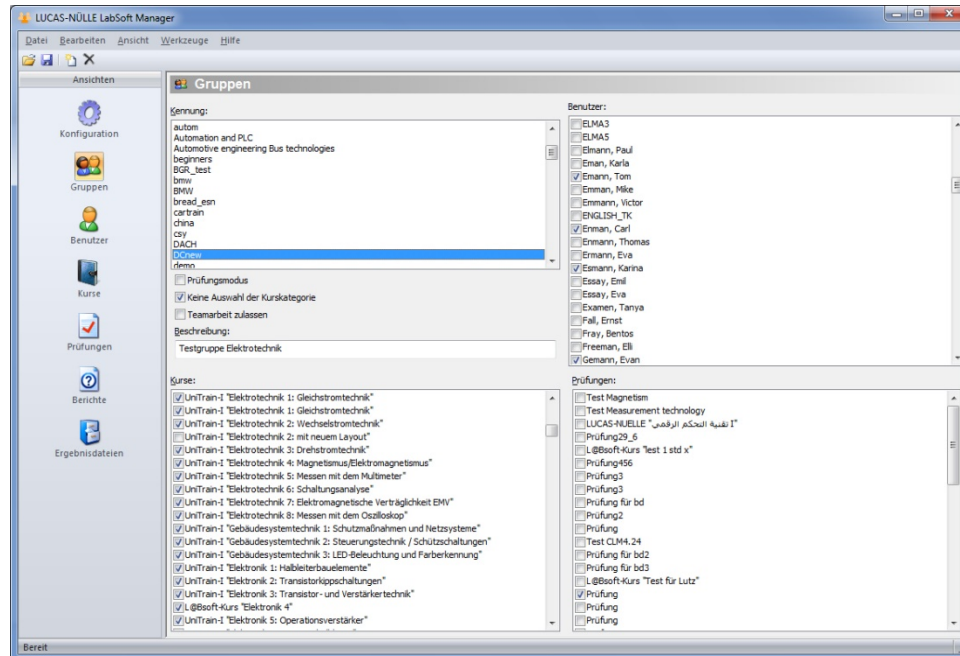 LUCAS-NÜLLE LabSoft Manager
Datei Bearbeiten Ansicht Werkzeuge Hilfe
Ansichten
Konfiguration
Gruppen
Benutzer
Kurse
Prüfungen
Berichte
Ergebnisdateien
Gruppen
Kennung:
autom
Automation and PLC
Automotive engineering Bus technologies
beginners
BGR_test
bmw
BMW
bread_esn
cartrain
china
csy
DACH
DCnew
demo
Prüfungsmodus
Keine Auswahl der Kurskategorie
Teamarbeit zulassen
Beschreibung:
Testgruppe Elektrotechnik
Benutzer:
ELMA3
ELMA5
Elmann, Paul
Eman, Karla
Emann, Tom
Emman, Mike
Emmann, Victor
ENGLISH_TK
Enman, Carl
Enmann, Thomas
Ermann, Eva
Esmann, Karina
Essay, Emil
Essay, Eva
Examen, Tanya
Fall, Ernst
Fray, Bentos
Freeman, Elli
Gemann, Evan
Kurse:
UniTrain-I "Elektrotechnik 1: Gleichstromtechnik"
UniTrain-I "Elektrotechnik 1: Gleichstromtechnik"
UniTrain-I "Elektrotechnik 2: Wechselstromtechnik"
UniTrain-I "Elektrotechnik 2: mit neuem Layout"
UniTrain-I "Elektrotechnik 3: Drehstromtechnik"
UniTrain-I "Elektrotechnik 4: Magnetismus/Elektromagnetismus"
UniTrain-I "Elektrotechnik 5: Messen mit dem Multimeter"
UniTrain-I "Elektrotechnik 6: Schaltungsanalyse"
UniTrain-I "Elektrotechnik 7: Elektromagnetische Verträglichkeit EMV"
UniTrain-I "Elektrotechnik 8: Messen mit dem Oszilloskop"
UniTrain-I "Gebäudesystemtechnik 1: Schutzmaßnahmen und Netzsysteme"
UniTrain-I "Gebäudesystemtechnik 2: Steuerungstechnik / Schützschaltungen"
UniTrain-I "Gebäudesystemtechnik 3: LED-Beleuchtung und Farberkennung"
UniTrain-I "Elektronik 1: Halbleiterbauelemente"
UniTrain-I "Elektronik 2: Transistorkippschaltungen"
UniTrain-I "Elektronik 3: Transistor- und Verstärkertechnik"
L@Bsoft-Kurs "Elektronik 4"
UniTrain-I "Elektronik 5: Operationsverstärker"
Prüfungen:
Test Magnetism
Test Measurement technology
LUCAS-NUELLE "تقنية التحكم الرقمي I"
Prüfung29_6
L@Bsoft-Kurs "lest 1 std x"
Prüfung456
Prüfung3
Prüfung3
Prüfung für bd
Prüfung2
Prüfung
Test CLM4.24
Prüfung für bd2
Prüfung für bd3
L@Bsoft-Kurs "Test für Lutz"
Prüfung
Prüfung
Prüfung
Bereit